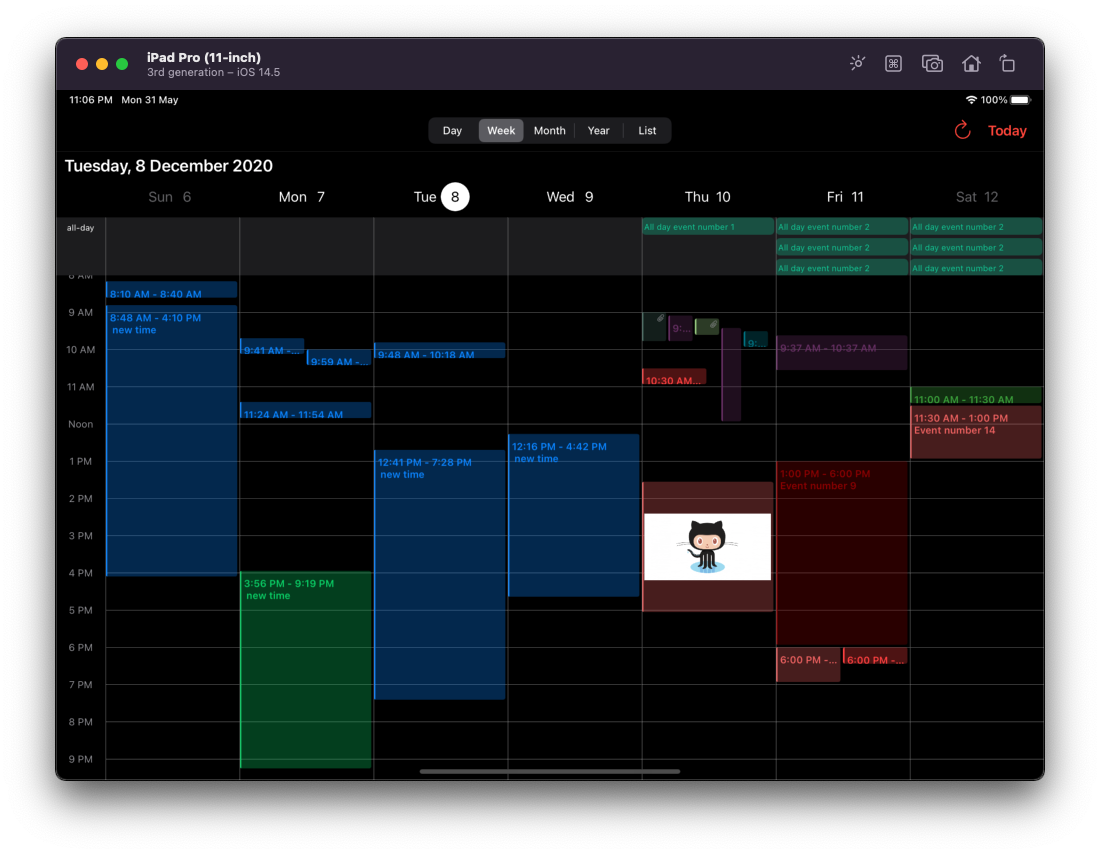 iPad Pro (11-inch)
3rd generation – iOS 14.5
11:06 PM Mon 31 May
100%
Day Week Month Year List
Today
Tuesday, 8 December 2020
Sun 6 Mon 7 Tue 8 Wed 9 Thu 10 Fri 11 Sat 12
all-day
All day event number 1
All day event number 2
All day event number 2
All day event number 2
All day event number 2
All day event number 2
All day event number 2
8 AM
8:10 AM - 8:40 AM
8:48 AM - 4:10 PM
new time
9 AM
9:41 AM -...
9:59 AM -...
9:48 AM - 10:18 AM
9:...
9:...
9:37 AM - 10:37 AM
10 AM
10:30 AM...
11 AM
11:24 AM - 11:54 AM
11:00 AM - 11:30 AM
11:30 AM - 1:00 PM
Event number 14
Noon
12:16 PM - 4:42 PM
new time
12:41 PM - 7:28 PM
new time
1 PM
1:00 PM - 6:00 PM
Event number 9
2 PM
3 PM
3:56 PM - 9:19 PM
new time
4 PM
5 PM
6 PM
6:00 PM -...
6:00 PM -...
7 PM
8 PM
9 PM